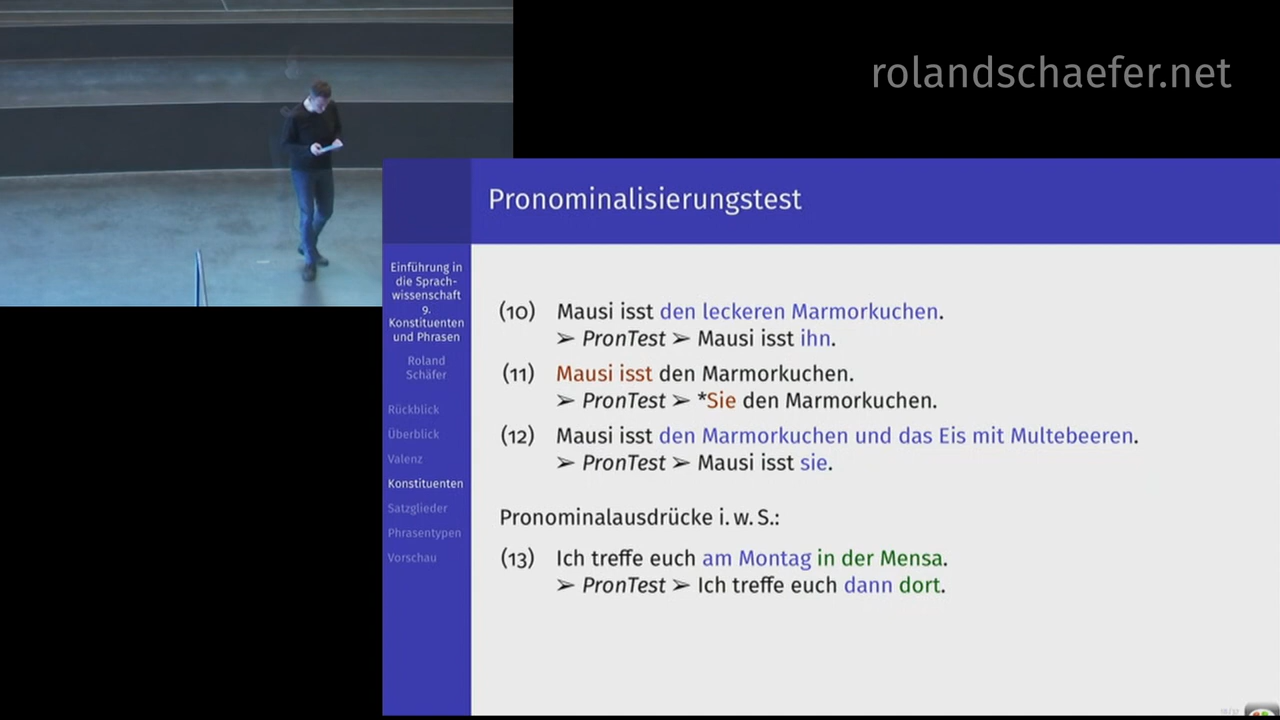 rolandschaefer.net
Pronominalisierungstest
Einführung in
die Sprach-
wissenschaft
9.
Konstituenten
und Phrasen
Roland
Schäfer
Rückblick
Überblick
Valenz
Konstituenten
Satzglieder
Phrasentypen
Vorschau
(10) Mausi isst den leckeren Marmorkuchen.
➢ PronTest ➢ Mausi isst ihn.
(11) Mausi isst den Marmorkuchen.
➢ PronTest ➢ *Sie den Marmorkuchen.
(12) Mausi isst den Marmorkuchen und das Eis mit Multebeeren.
➢ PronTest ➢ Mausi isst sie.
Pronominalausdrücke i. w. S.:
(13) Ich treffe euch am Montag in der Mensa.
➢ PronTest ➢ Ich treffe euch dann dort.